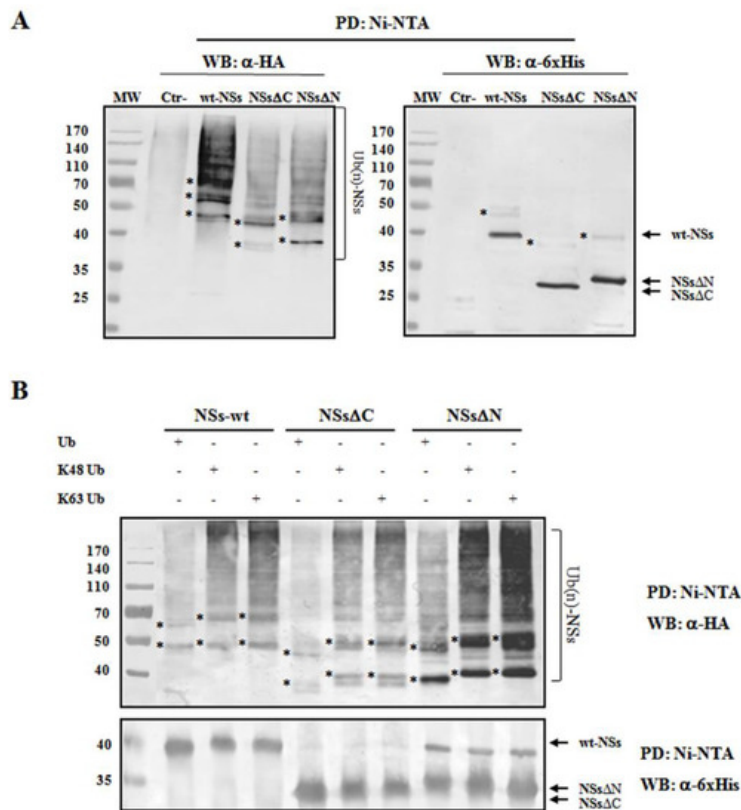 A
PD: Ni-NTA
WB: α-HA
WB: α-6xHis
MW Ctr- wt-NSs NSsΔC NSsΔN
MW Ctr- wt-NSs NSsΔC NSsΔN
170
140
110
70
50
40
35
25
* * * * * * *
Ub(n)-NSs
170
140
110
70
50
40
35
25
* * *
wt-NSs
NSsΔN
NSsΔC
B
NSs-wt NSsΔC NSsΔN
Ub + - - + - - + - -
K48 Ub - + - - + - - + -
K63 Ub - - + - - + - - +
170
140
110
70
50
40
* * * * * * * * * * * * * * * * * *
Ub(n)-NSs
PD: Ni-NTA
WB: α-HA
40
35
wt-NSs
NSsΔN
NSsΔC
PD: Ni-NTA
WB: α-6xHis